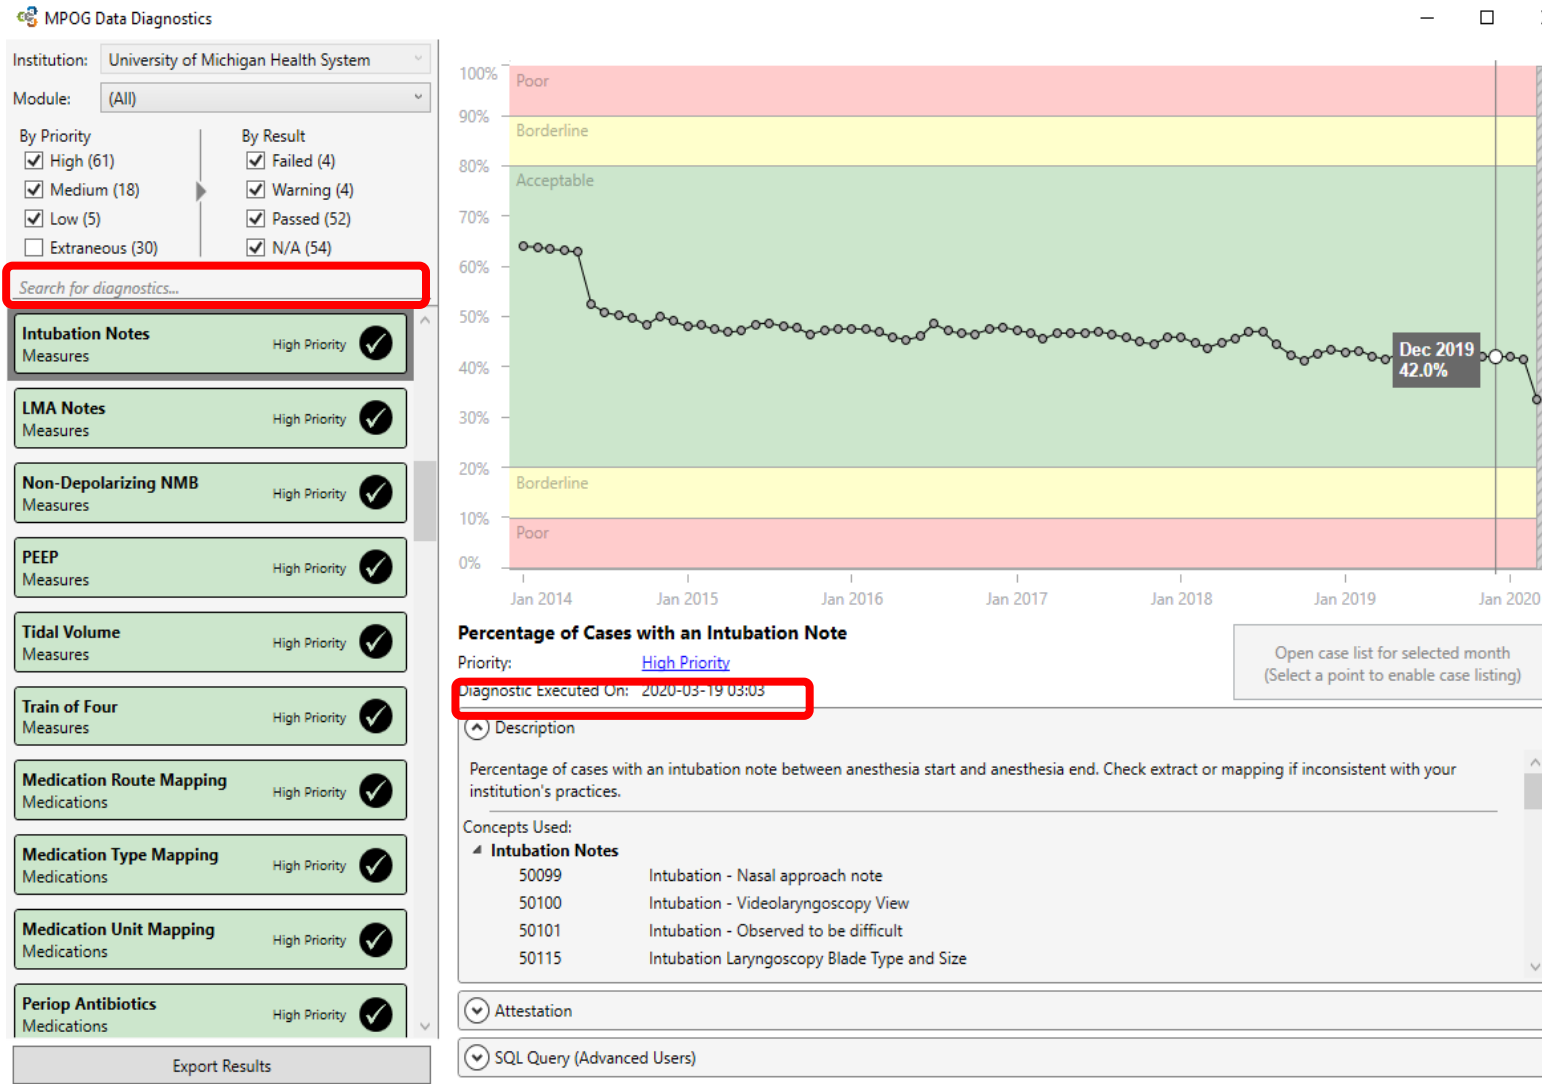 MPOG Data Diagnostics
Institution: University of Michigan Health System
Module: (All)
By Priority By Result
High (61) Failed (4)
Medium (18) Warning (4)
Low (5) Passed (52)
Extraneous (30) N/A (54)
Search for diagnostics...
Intubation Notes
Measures
High Priority
LMA Notes
Measures
High Priority
Non-Depolarizing NMB
Measures
High Priority
PEEP
Measures
High Priority
Tidal Volume
Measures
High Priority
Train of Four
Measures
High Priority
Medication Route Mapping
Medications
High Priority
Medication Type Mapping
Medications
High Priority
Medication Unit Mapping
Medications
High Priority
Periop Antibiotics
Medications
High Priority
Export Results
100%
Poor
90%
Borderline
80%
Acceptable
70%
60%
50%
40%
30%
20%
Borderline
10%
Poor
0%
Dec 2019
42.0%
Jan 2014 Jan 2015 Jan 2016 Jan 2017 Jan 2018 Jan 2019 Jan 2020
Percentage of Cases with an Intubation Note
Priority: High Priority
Diagnostic Executed On: 2020-03-19 03:03
Open case list for selected month
(Select a point to enable case listing)
Description
Percentage of cases with an intubation note between anesthesia start and anesthesia end. Check extract or mapping if inconsistent with your
institution's practices.
Concepts Used:
Intubation Notes
50099 Intubation - Nasal approach note
50100 Intubation - Videolaryngoscopy View
50101 Intubation - Observed to be difficult
50115 Intubation Laryngoscopy Blade Type and Size
Attestation
SQL Query (Advanced Users)